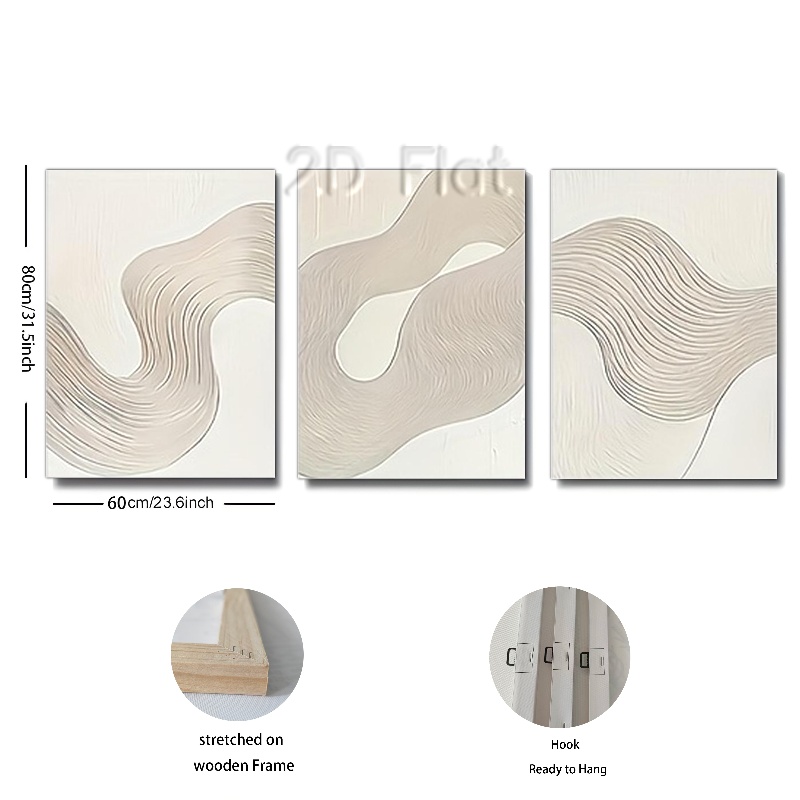 2D Flat
80cm/31.5inch
60cm/23.6inch
stretched on
wooden Frame
Hook
Ready to Hang